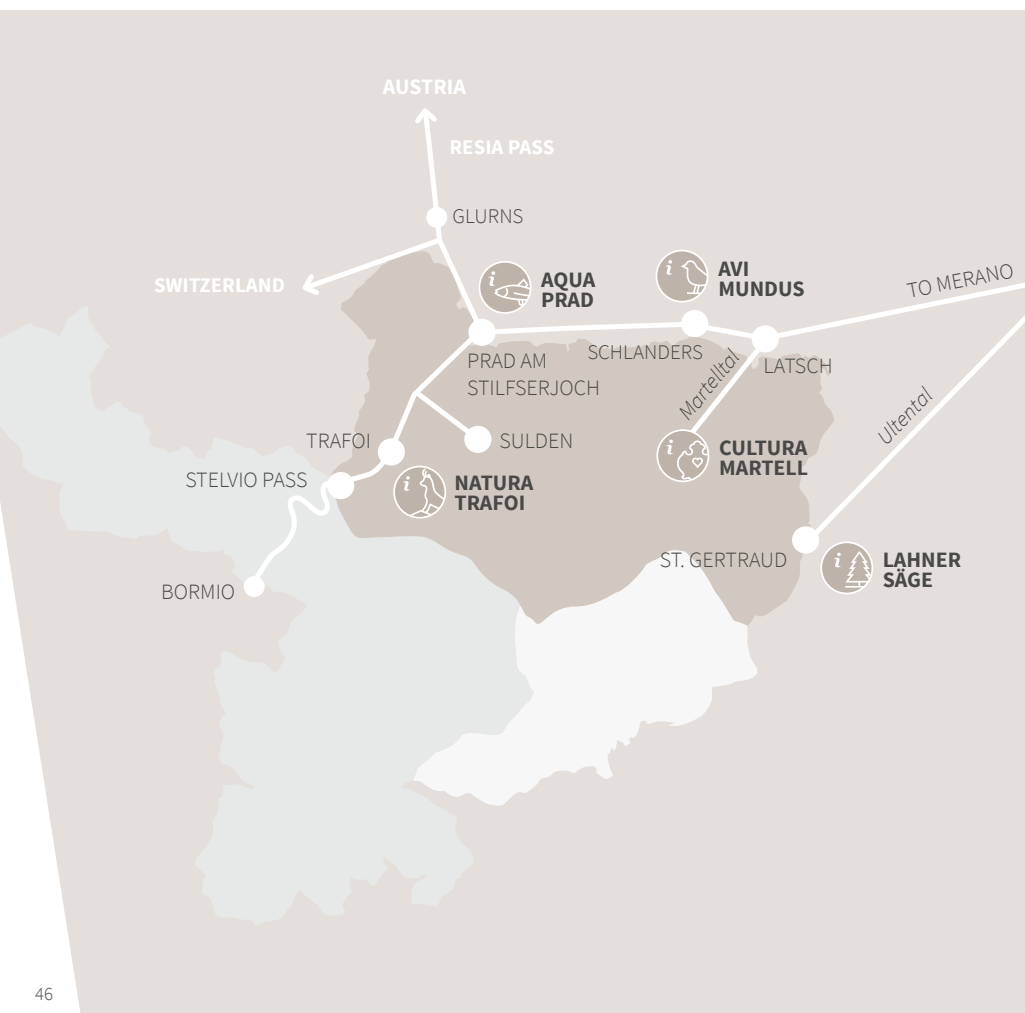 AUSTRIA
RESIA PASS
GLURNS
SWITZERLAND
i
AQUA
PRAD
i
AVI
MUNDUS
TO MERANO
PRAD AM
STILFSERJOCH
SCHLANDERS
LATSCH
Martelltal
Ultental
TRAFOI
SULDEN
STELVIO PASS
i
NATURA
TRAFOI
i
CULTURA
MARTELL
ST. GERTRAUD
i
LAHNER
SÄGE
BORMIO
46